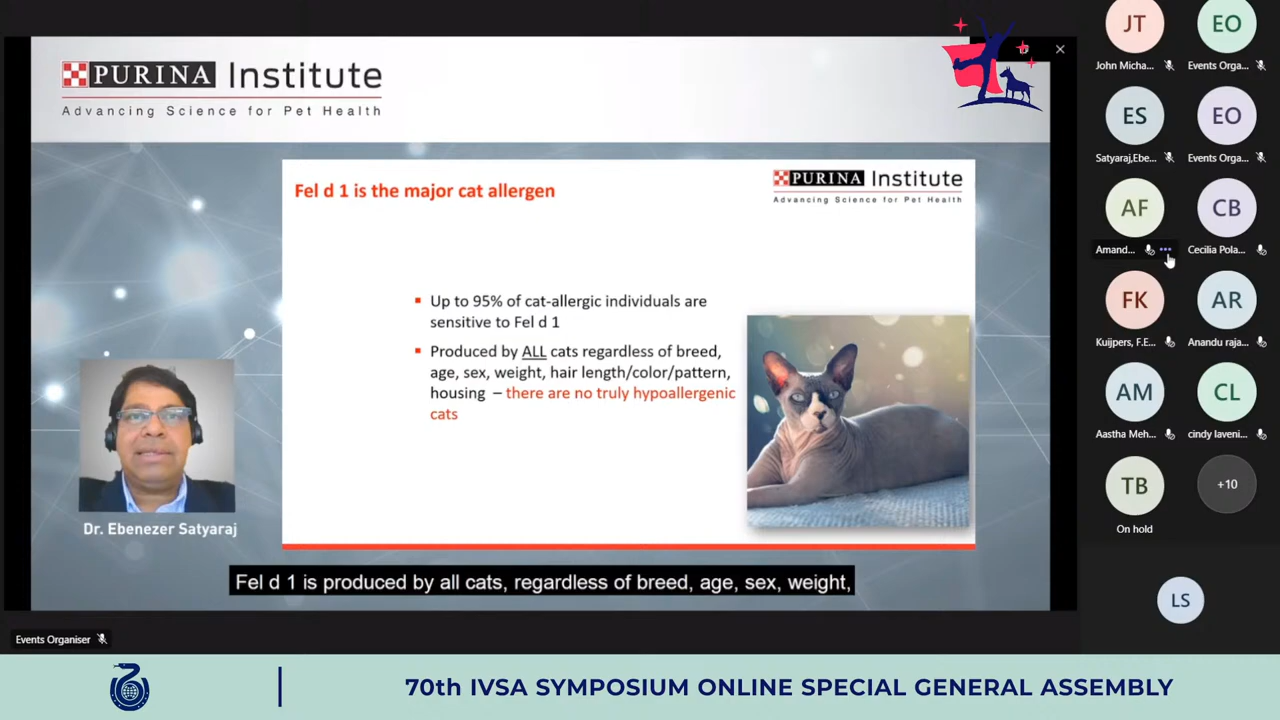 PURINA Institute
Advancing Science for Pet Health
Fel d 1 is the major cat allergen
PURINA Institute
Advancing Science for Pet Health
▪ Up to 95% of cat-allergic individuals are
sensitive to Fel d 1
▪ Produced by ALL cats regardless of breed,
age, sex, weight, hair length/color/pattern,
housing – there are no truly hypoallergenic
cats
Dr. Ebenezer Satyaraj
Fel d 1 is produced by all cats, regardless of breed, age, sex, weight,
Events Organiser
JT
John Micha...
EO
Events Orga...
ES
Satyaraj,Ebe...
EO
Events Orga...
AF
Amand...
CB
Cecilia Pola...
FK
Kuijpers, F.E...
AR
Anandu raja...
AM
Aastha Meh...
CL
cindy laveni...
TB
On hold
+10
LS
70th IVSA SYMPOSIUM ONLINE SPECIAL GENERAL ASSEMBLY